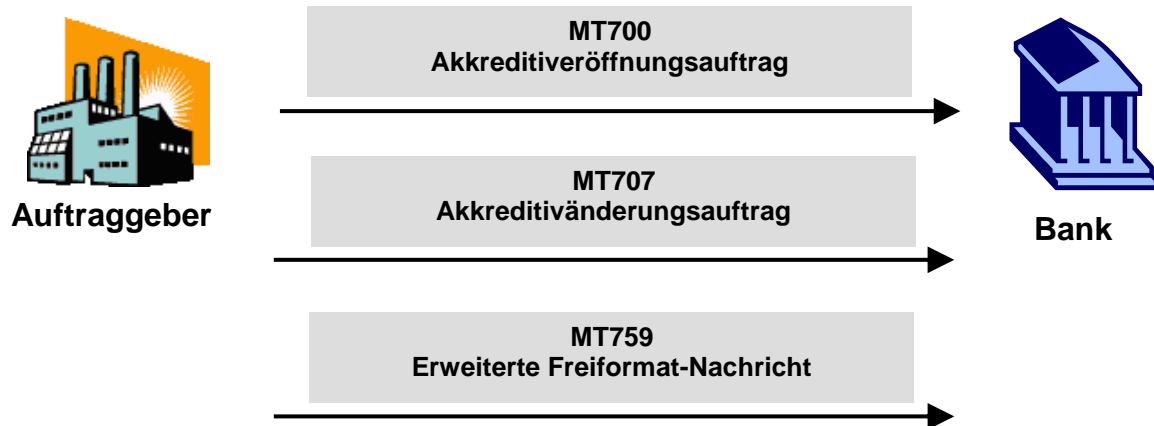 MT700
Akkreditiveröffnungsauftrag
Auftraggeber
MT707
Akkreditivänderungsauftrag
Bank
MT759
Erweiterte Freiformat-Nachricht